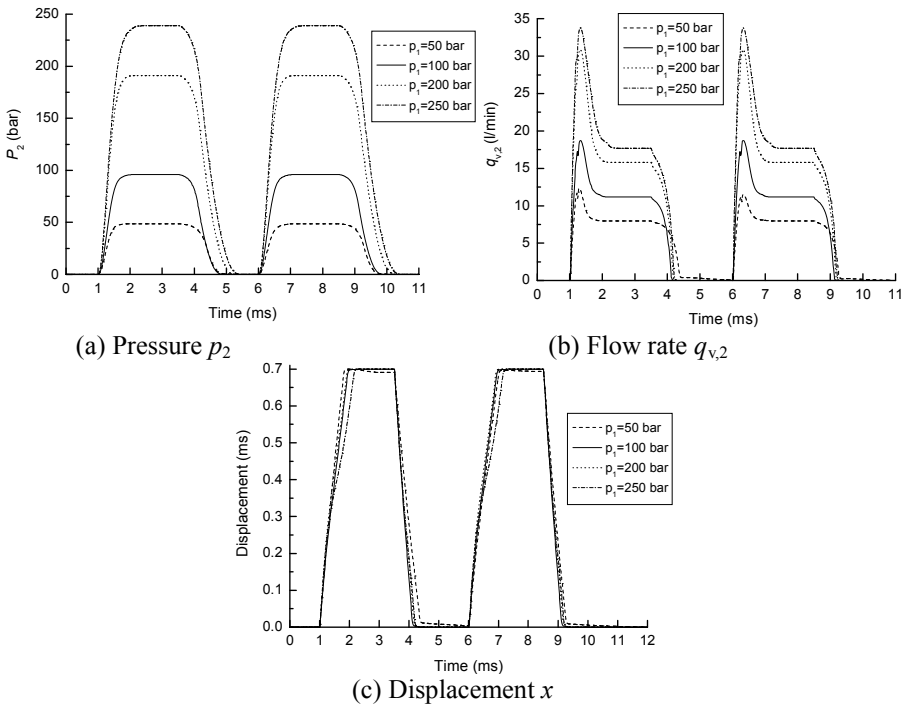 250
200
150
100
50
0
P2 (bar)
0 1 2 3 4 5 6 7 8 9 10 11
Time (ms)
p1=50 bar
p1=100 bar
p1=200 bar
p1=250 bar
(a) Pressure p2
35
30
25
20
15
10
5
0
qv,2 (l/min)
0 1 2 3 4 5 6 7 8 9 10 11
Time (ms)
p1=50 bar
p1=100 bar
p1=200 bar
p1=250 bar
(b) Flow rate qv,2
0.7
0.6
0.5
0.4
0.3
0.2
0.1
0.0
Displacement (ms)
0 1 2 3 4 5 6 7 8 9 10 11 12
Time (ms)
p1=50 bar
p1=100 bar
p1=200 bar
p1=250 bar
(c) Displacement x